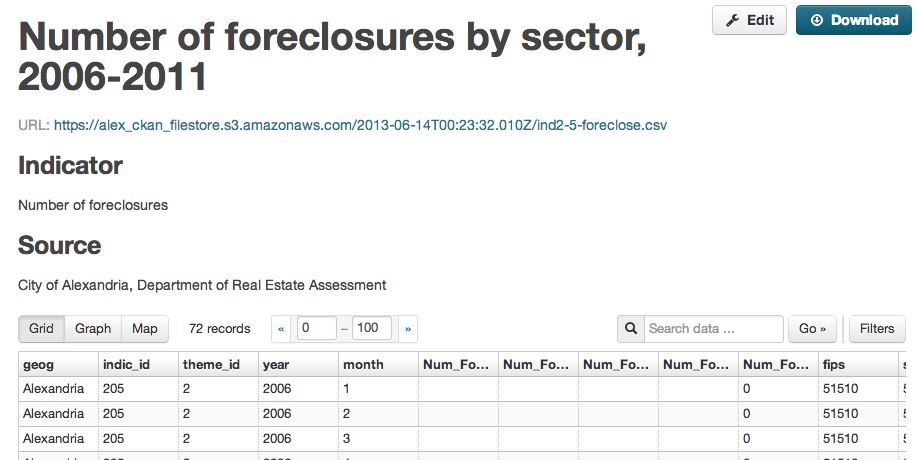 Number of foreclosures by sector, 2006-2011
Edit
Download
URL: https://alex_ckan_filestore.s3.amazonaws.com/2013-06-14T00:23:32.010Z/ind2-5-foreclose.csv
Indicator
Number of foreclosures
Source
City of Alexandria, Department of Real Estate Assessment
Grid Graph Map 72 records « 0 – 100 » Search data ... Go » Filters
geog indic_id theme_id year month Num_Fo... Num_Fo... Num_Fo... Num_Fo... Num_Fo... fips
Alexandria 205 2 2006 1 0 51510
Alexandria 205 2 2006 2 0 51510
Alexandria 205 2 2006 3 0 51510